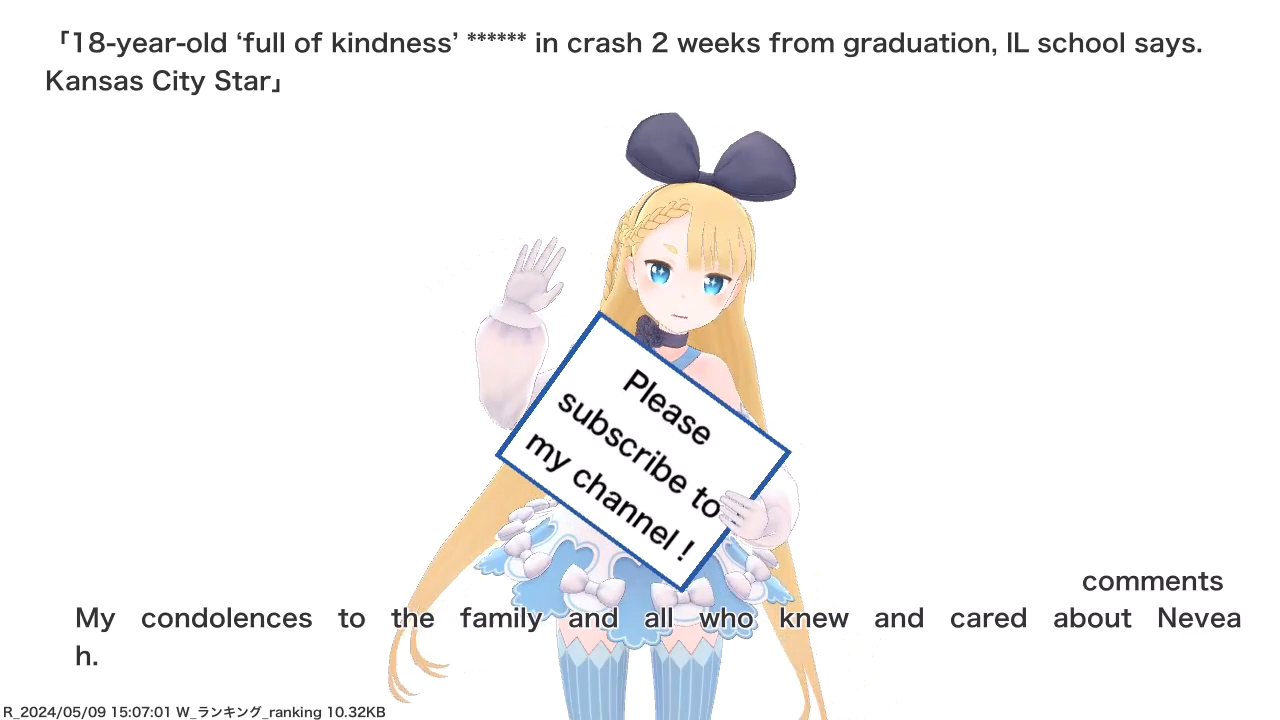 「18-year-old ‘full of kindness’ ****** in crash 2 weeks from graduation, IL school says.
Kansas City Star」
Please
subscribe to
my channel !
comments
My condolences to the family and all who knew and cared about Nevea
h.
R_2024/05/09 15:07:01 W_ランキング_ranking 10.32KB